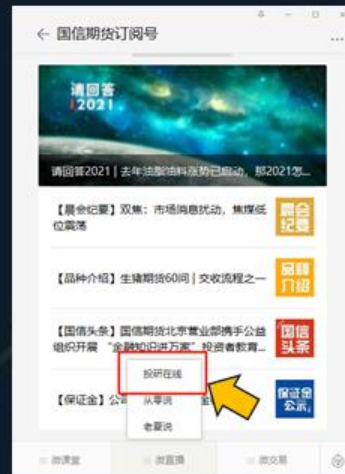 ← 国信期货订阅号
请回答
2021
请回答2021 | 去年油脂油料涨势已启动，那2021怎...
【晨会纪要】双焦：市场消息扰动，焦煤低
位震荡
晨会
纪要
【品种介绍】生猪期货60问 | 交收流程之一
品种
介绍
【国信头条】国信期货北京营业部携手公益
组织开展 “金融知识进万家” 投资者教育...
国信
头条
投研在线
【保证金】公
金
保证金
公示
从零说
老夏说
微课堂
微直播
微交易